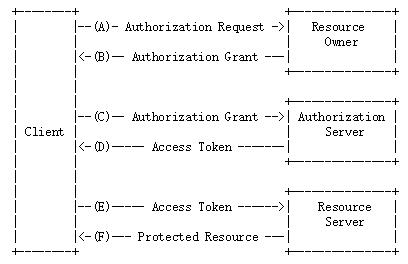 (A) Authorization Request
Resource
Owner
(B) Authorization Grant
(C) Authorization Grant
Authorization
Server
Client
(D) Access Token
(E) Access Token
Resource
Server
(F) Protected Resource